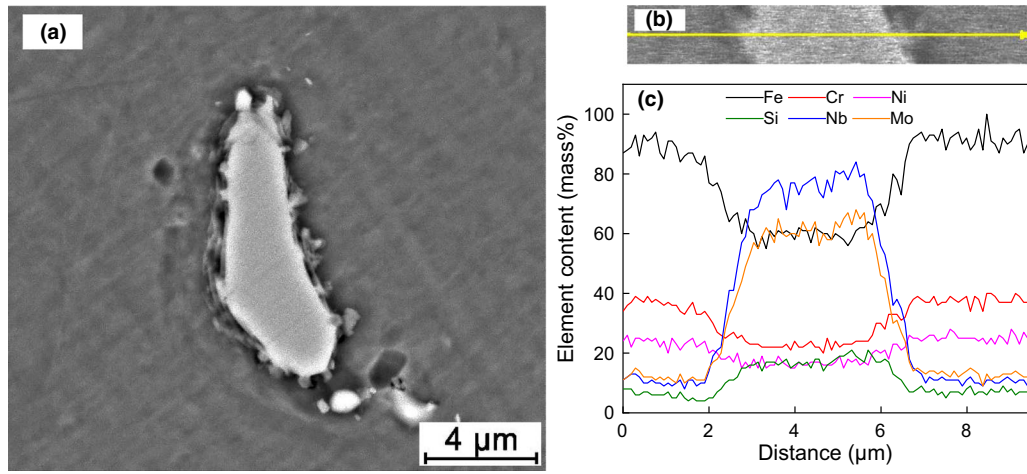 (a)
4 µm
(b)
(c)
Fe Cr Ni
Si Nb Mo
100
80
60
40
20
0
0 2 4 6 8
Element content (mass%)
Distance (µm)